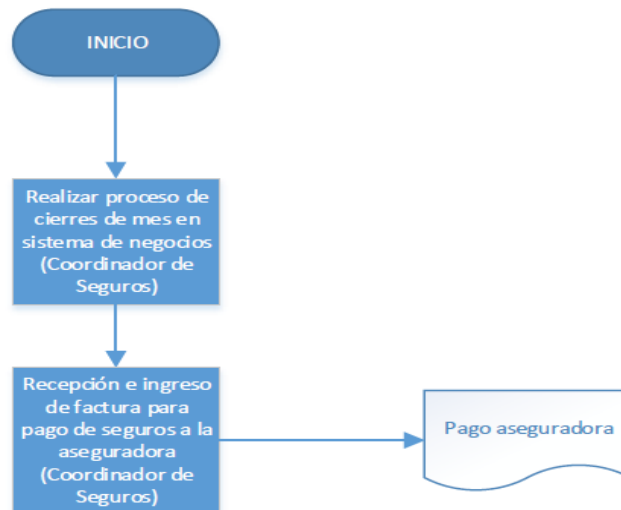 INICIO
Realizar proceso de
cierres de mes en
sistema de negocios
(Coordinador de
Seguros)
Recepción e ingreso
de factura para
pago de seguros a la
aseguradora
(Coordinador de
Seguros)
Pago aseguradora